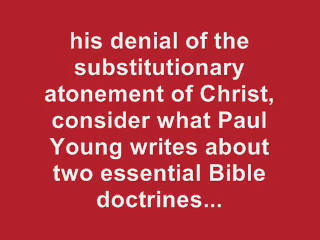 his denial of the
substitutionary
atonement of Christ,
consider what Paul
Young writes about
two essential Bible
doctrines...